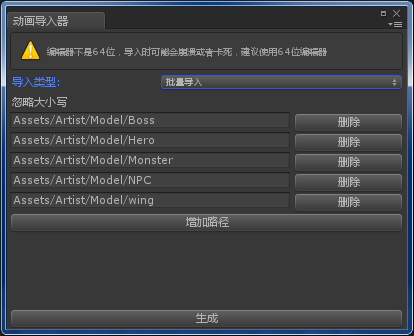 动画导入器
编辑器不是64位，导入时可能会崩溃或者卡死，建议使用64位编辑器
导入类型:
批量导入
忽略大小写
Assets/Artist/Model/Boss 删除
Assets/Artist/Model/Hero 删除
Assets/Artist/Model/Monster 删除
Assets/Artist/Model/NPC 删除
Assets/Artist/Model/wing 删除
增加路径
生成